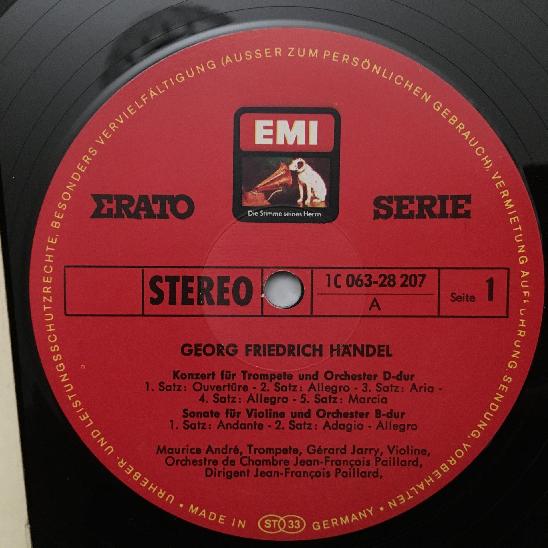 URHEBER- UND LEISTUNGSSCHUTZRECHTE, BESONDERS VERVIELFÄLTIGUNG (AUSSER ZUM PERSÖNLICHEN GEBRAUCH), VERMIETUNG, AUFFÜHRUNG, SENDUNG, VORBEHALTEN
EMI
Die Stimme seines Herrn
ERATO SERIE
STEREO
1C 063-28 207
A
Seite 1
GEORG FRIEDRICH HÄNDEL
Konzert für Trompete und Orchester D-dur
1. Satz: Ouvertüre - 2. Satz: Allegro - 3. Satz: Aria -
4. Satz: Allegro - 5. Satz: Marcia
Sonate für Violine und Orchester B-dur
1. Satz: Andante - 2. Satz: Adagio - Allegro
Maurice André, Trompete, Gérard Jarry, Violine,
Orchestre de Chambre Jean-François Paillard,
Dirigent Jean-François Paillard,
• MADE IN ST 33 GERMANY •